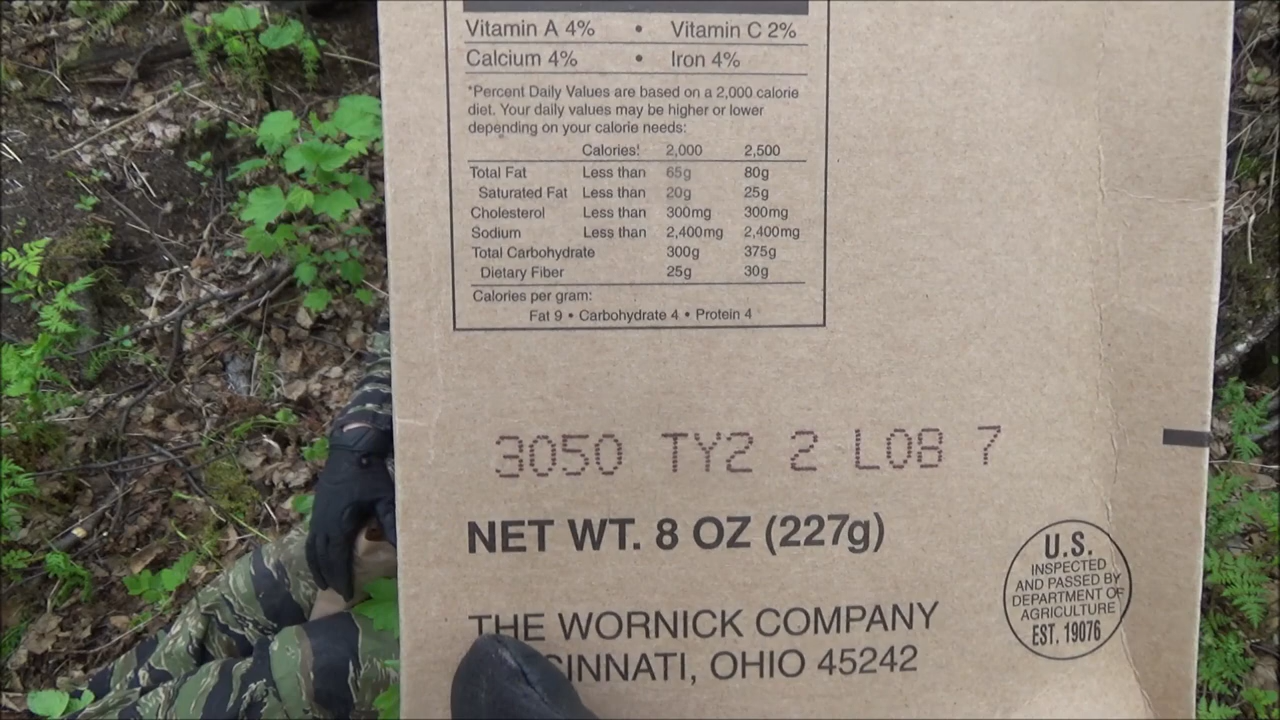 Vitamin A 4% • Vitamin C 2%
Calcium 4% • Iron 4%
*Percent Daily Values are based on a 2,000 calorie
diet. Your daily values may be higher or lower
depending on your calorie needs:
Calories: 2,000 2,500
Total Fat Less than 65g 80g
Saturated Fat Less than 20g 25g
Cholesterol Less than 300mg 300mg
Sodium Less than 2,400mg 2,400mg
Total Carbohydrate 300g 375g
Dietary Fiber 25g 30g
Calories per gram:
Fat 9 • Carbohydrate 4 • Protein 4
3050 TY2 2 L08 7
NET WT. 8 OZ (227g)
THE WORNICK COMPANY
CINNATI, OHIO 45242
U.S.
INSPECTED
AND PASSED BY
DEPARTMENT OF
AGRICULTURE
EST. 19076